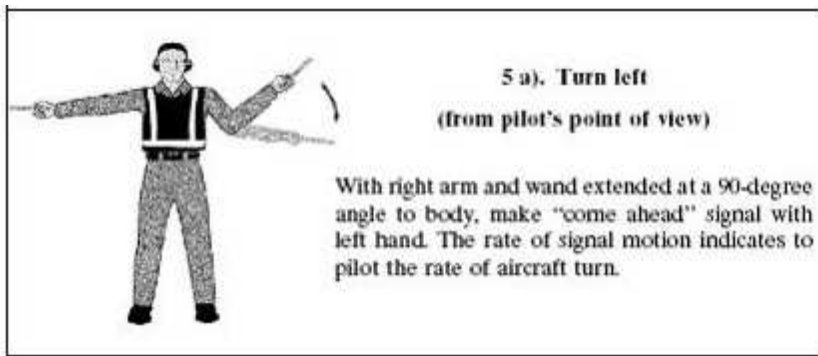 5 a). Turn left
(from pilot's point of view)
With right arm and wand extended at a 90-degree
angle to body, make "come ahead" signal with
left hand. The rate of signal motion indicates to
pilot the rate of aircraft turn.